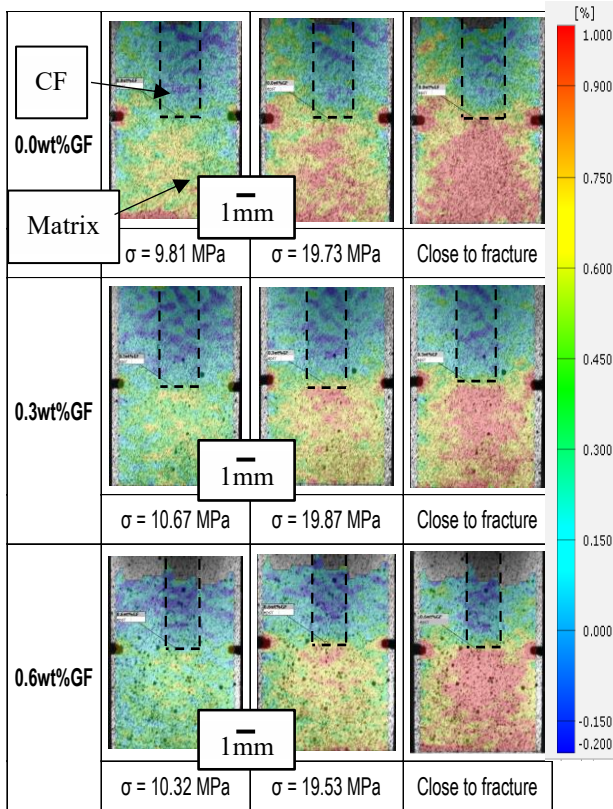 [%]
1.000
0.750
0.600
0.450
0.300
0.150
0.000
-0.150
-0.200
CF
0.0wt%GF
Matrix
1mm
σ = 9.81 MPa
σ = 19.73 MPa
Close to fracture
0.3wt%GF
1mm
σ = 10.67 MPa
σ = 19.87 MPa
Close to fracture
0.6wt%GF
1mm
σ = 10.32 MPa
σ = 19.53 MPa
Close to fracture